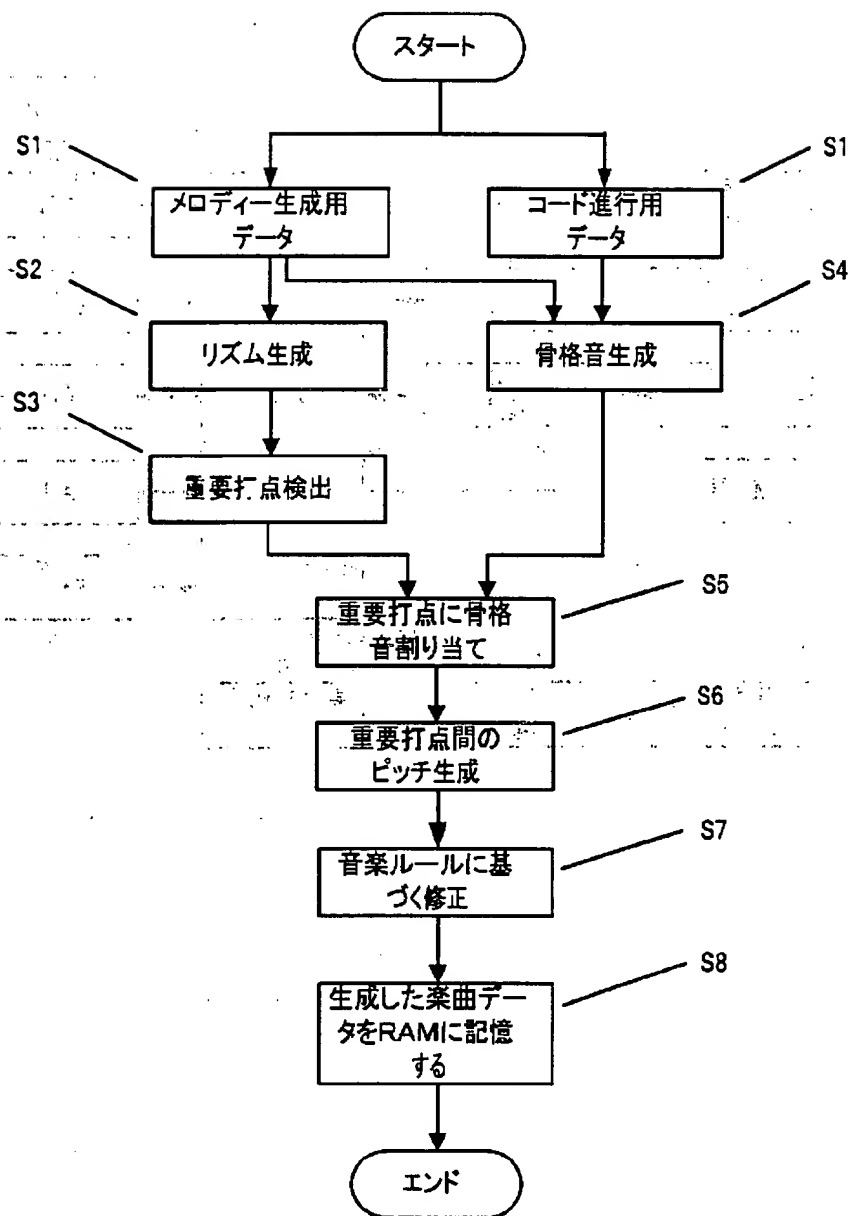 スタート
S1
S1
メロディー生成用
データ
コード進行用
データ
S2
S4
リズム生成
骨格音生成
S3
重要打点検出
S5
重要打点に骨格
音割り当て
S6
重要打点間の
ピッチ生成
S7
音楽ルールに基
づく修正
S8
生成した楽曲デー
タをRAMに記憶
する
エンド